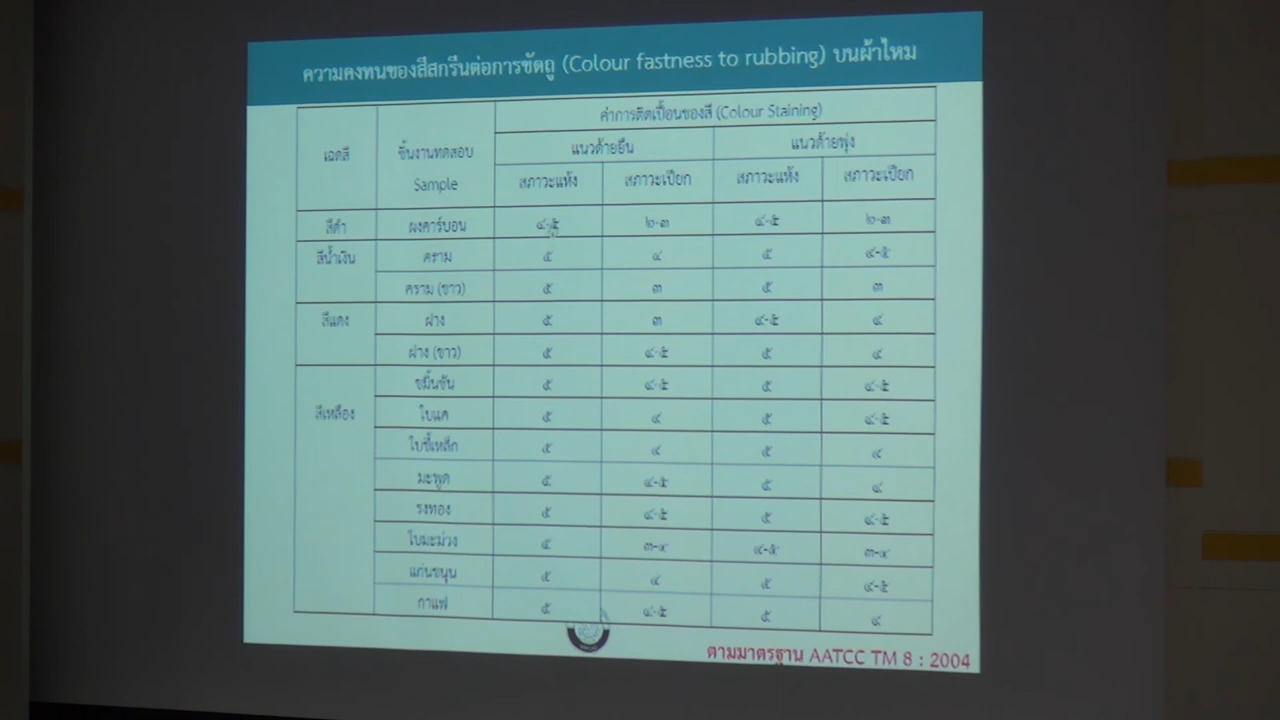 ความคงทนของสีสกรีนต่อการขัดถู (Colour fastness to rubbing) บนผ้าไหม
ค่าการติดเปื้อนของสี (Colour Staining)
เฉดสี ชิ้นงานทดสอบ แนวด้ายยืน แนวด้ายพุ่ง
Sample สภาวะแห้ง สภาวะเปียก สภาวะแห้ง สภาวะเปียก
สีดำ ผงคาร์บอน ๔-๕ ๒-๓ ๔-๕ ๒-๓
สีน้ำเงิน คราม ๕ ๔ ๕ ๔-๕
คราม (ขาว) ๕ ๓ ๕ ๓
สีแดง ฝาง ๕ ๓ ๔-๕ ๔
ฝาง (ขาว) ๕ ๔-๕ ๕ ๔
ขมิ้นชัน ๕ ๔-๕ ๕ ๔-๕
สีเหลือง ใบแค ๕ ๔ ๕ ๔-๕
ใบขี้เหล็ก ๕ ๔ ๕ ๔
มะพูด ๕ ๔-๕ ๕ ๔
รงทอง ๕ ๔-๕ ๕ ๔-๕
ใบมะม่วง ๕ ๓-๔ ๔-๕ ๓-๔
แก่นขนุน ๕ ๔ ๕ ๔-๕
กาแฟ ๕ ๔-๕ ๕ ๔
ตามมาตรฐาน AATCC TM 8 : 2004